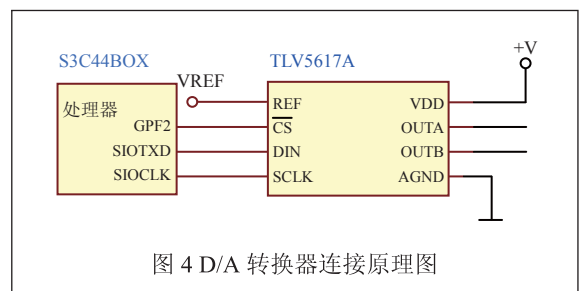 S3C44BOX
TLV5617A
+V
VREF
处理器
REF
VDD
GPF2
CS
OUTA
SIOTXD
DIN
OUTB
SIOCLK
SCLK
AGND
图 4 D/A 转换器连接原理图